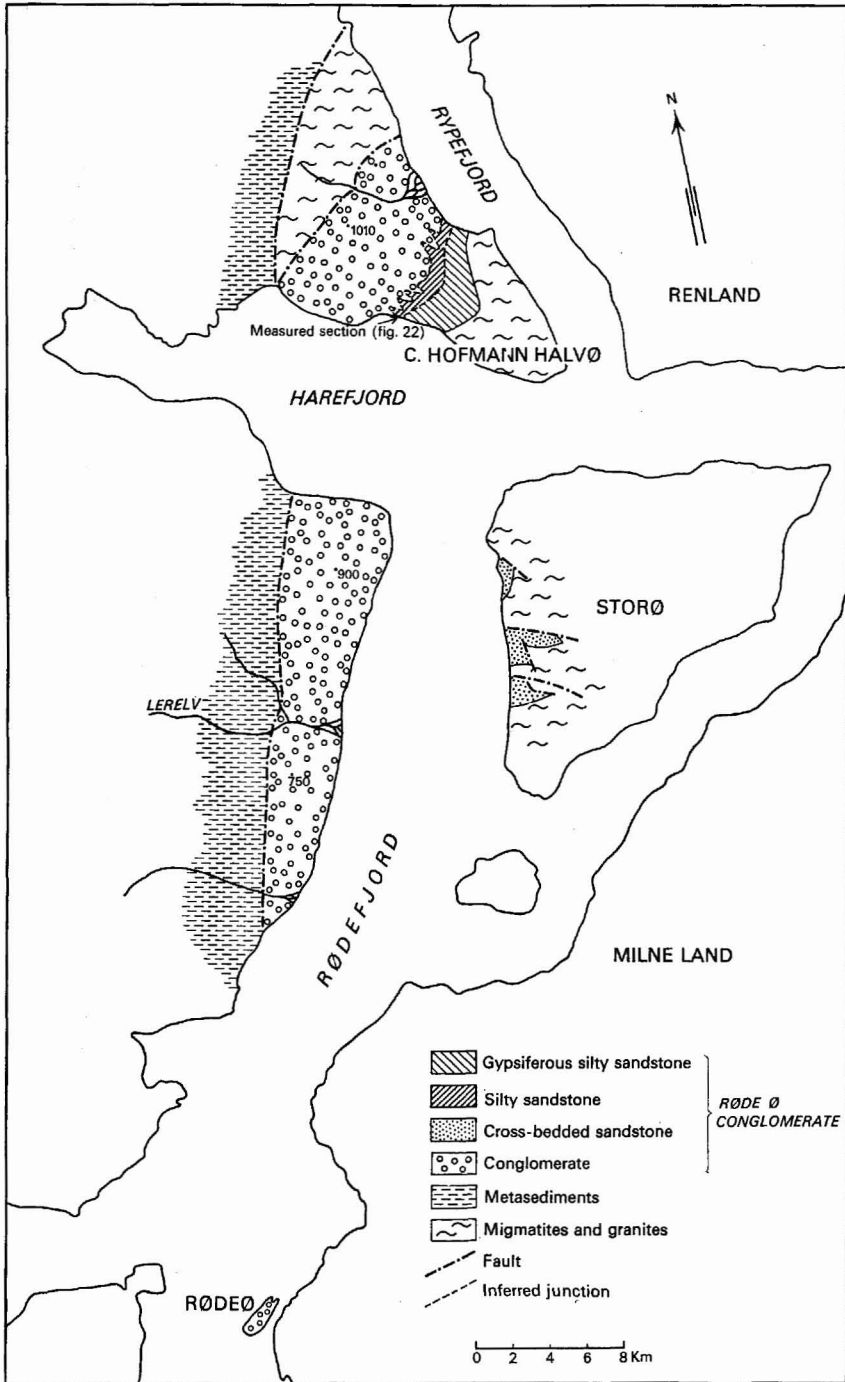 RYPEFJORD
N
1010
RENLAND
Measured section (fig. 22)
C. HOFMANN HALVØ
HAREFJORD
900
STORØ
LERELV
750
RØDEFJORD
MILNE LAND
Gypsiferous silty sandstone
Silty sandstone
Cross-bedded sandstone
Conglomerate
RØDE Ø
CONGLOMERATE
Metasediments
Migmatites and granites
Fault
Inferred junction
RØDEØ
0 2 4 6 8 Km